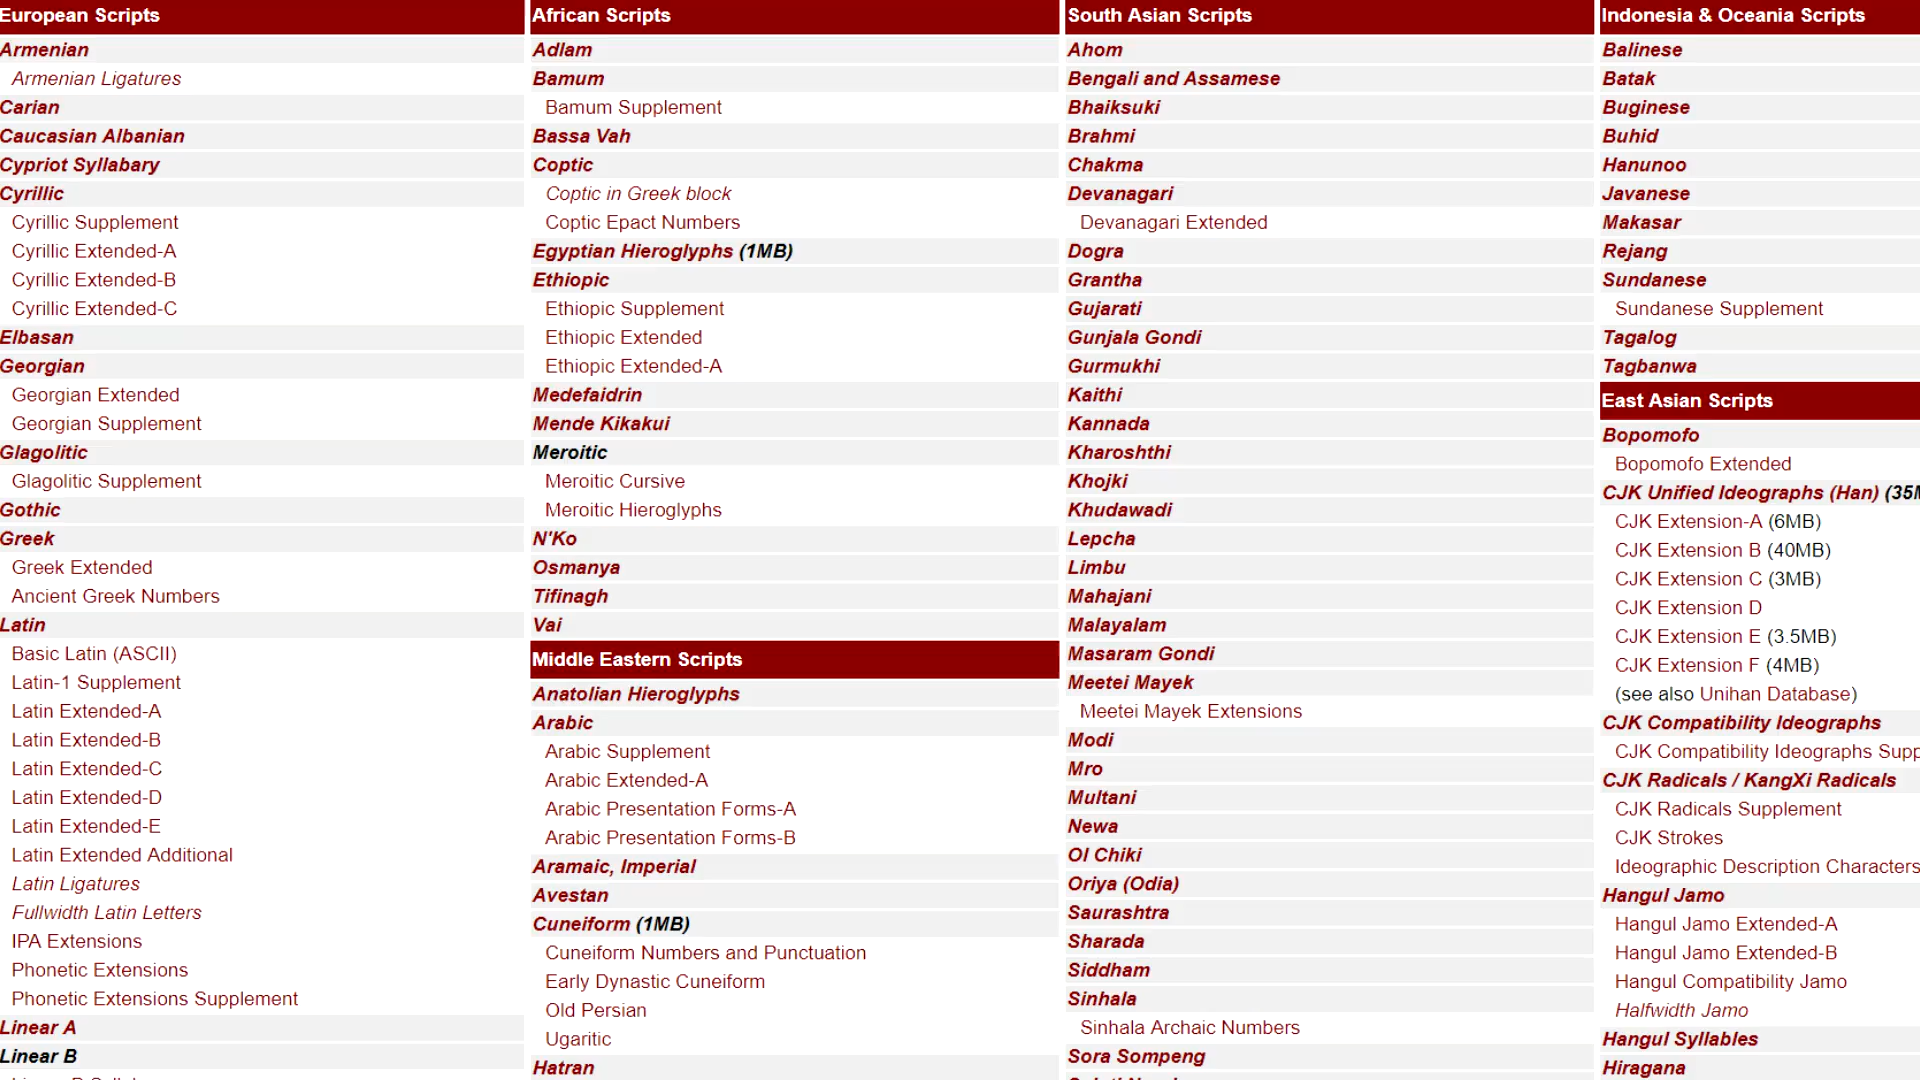 European Scripts
Armenian
Armenian Ligatures
Carian
Caucasian Albanian
Cypriot Syllabary
Cyrillic
Cyrillic Supplement
Cyrillic Extended-A
Cyrillic Extended-B
Cyrillic Extended-C
Elbasan
Georgian
Georgian Extended
Georgian Supplement
Glagolitic
Glagolitic Supplement
Gothic
Greek
Greek Extended
Ancient Greek Numbers
Latin
Basic Latin (ASCII)
Latin-1 Supplement
Latin Extended-A
Latin Extended-B
Latin Extended-C
Latin Extended-D
Latin Extended-E
Latin Extended Additional
Latin Ligatures
Fullwidth Latin Letters
IPA Extensions
Phonetic Extensions
Phonetic Extensions Supplement
Linear A
Linear B
African Scripts
Adlam
Bamum
Bamum Supplement
Bassa Vah
Coptic
Coptic in Greek block
Coptic Epact Numbers
Egyptian Hieroglyphs (1MB)
Ethiopic
Ethiopic Supplement
Ethiopic Extended
Ethiopic Extended-A
Medefaidrin
Mende Kikakui
Meroitic
Meroitic Cursive
Meroitic Hieroglyphs
N'Ko
Osmanya
Tifinagh
Vai
Middle Eastern Scripts
Anatolian Hieroglyphs
Arabic
Arabic Supplement
Arabic Extended-A
Arabic Presentation Forms-A
Arabic Presentation Forms-B
Aramaic, Imperial
Avestan
Cuneiform (1MB)
Cuneiform Numbers and Punctuation
Early Dynastic Cuneiform
Old Persian
Ugaritic
Hatran
South Asian Scripts
Ahom
Bengali and Assamese
Bhaiksuki
Brahmi
Chakma
Devanagari
Devanagari Extended
Dogra
Grantha
Gujarati
Gunjala Gondi
Gurmukhi
Kaithi
Kannada
Kharoshthi
Khojki
Khudawadi
Lepcha
Limbu
Mahajani
Malayalam
Masaram Gondi
Meetei Mayek
Meetei Mayek Extensions
Modi
Mro
Multani
Newa
Ol Chiki
Oriya (Odia)
Saurashtra
Sharada
Siddham
Sinhala
Sinhala Archaic Numbers
Sora Sompeng
Indonesia & Oceania Scripts
Balinese
Batak
Buginese
Buhid
Hanunoo
Javanese
Makasar
Rejang
Sundanese
Sundanese Supplement
Tagalog
Tagbanwa
East Asian Scripts
Bopomofo
Bopomofo Extended
CJK Unified Ideographs (Han) (35M
CJK Extension-A (6MB)
CJK Extension B (40MB)
CJK Extension C (3MB)
CJK Extension D
CJK Extension E (3.5MB)
CJK Extension F (4MB)
(see also Unihan Database)
CJK Compatibility Ideographs
CJK Compatibility Ideographs Supp
CJK Radicals / KangXi Radicals
CJK Radicals Supplement
CJK Strokes
Ideographic Description Characters
Hangul Jamo
Hangul Jamo Extended-A
Hangul Jamo Extended-B
Hangul Compatibility Jamo
Halfwidth Jamo
Hangul Syllables
Hiragana